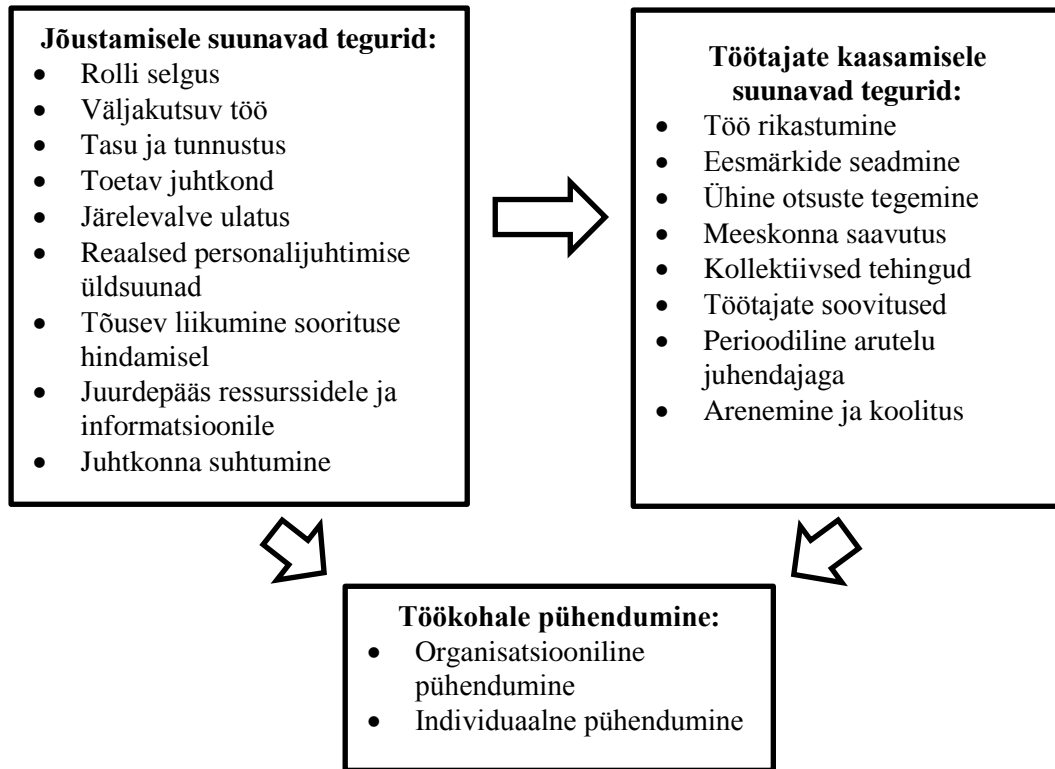 Jõustamisele suunavad tegurid:
• Rolli selgus
• Väljakutsuv töö
• Tasu ja tunnustus
• Toetav juhtkond
• Järelevalve ulatus
• Reaalsed personalijuhtimise
üldsuunad
• Tõusev liikumine soorituse
hindamisel
• Juurdepääs ressurssidele ja
informatsioonile
• Juhtkonna suhtumine
Töötajate kaasamisele
suunavad tegurid:
• Töö rikastumine
• Eesmärkide seadmine
• Ühine otsuste tegemine
• Meeskonna saavutus
• Kollektiivsed tehingud
• Töötajate soovitused
• Perioodiline arutelu
juhendajaga
• Arenemine ja koolitus
Töökohale pühendumine:
• Organisatsiooniline
pühendumine
• Individuaalne pühendumine